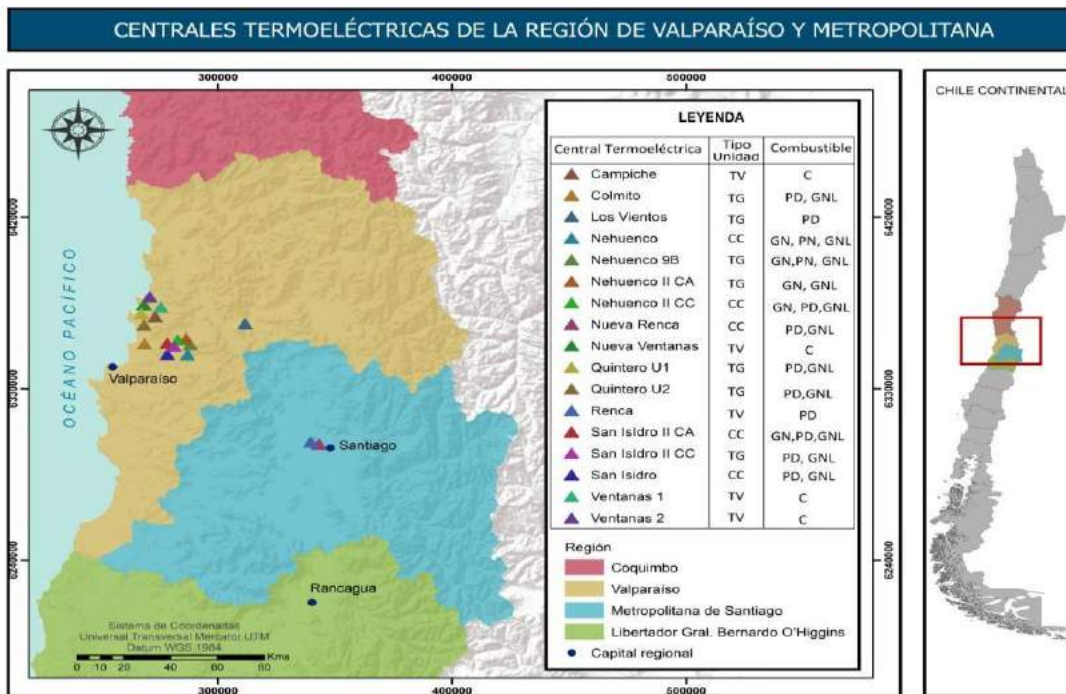 CENTRALES TERMOELÉCTRICAS DE LA REGIÓN DE VALPARAÍSO Y METROPOLITANA
300000 400000 500000
6420000
6330000
6240000
OCÉANO PACÍFICO
Valparaíso
Santiago
Rancagua
Sistema de Coordenadas
Universal Transversal Mercator UTM
Datum WGS 1984
0 10 20 40 60 80 Kms
LEYENDA
Central Termoeléctrica Tipo Unidad Combustible
Campiche TV C
Colmito TG PD, GNL
Los Vientos TG PD
Nehuenco CC GN, PN, GNL
Nehuenco 9B TG GN,PN, GNL
Nehuenco II CA TG GN, GNL
Nehuenco II CC CC GN, PD,GNL
Nueva Renca CC PD,GNL
Nueva Ventanas TV C
Quintero U1 TG PD,GNL
Quintero U2 TG PD,GNL
Renca TV PD
San Isidro II CA CC GN,PD,GNL
San Isidro II CC TG PD, GNL
San Isidro CC PD, GNL
Ventanas 1 TV C
Ventanas 2 TV C
Región
Coquimbo
Valparaíso
Metropolitana de Santiago
Libertador Gral. Bernardo O'Higgins
Capital regional
6420000
6330000
6240000
300000 400000 500000
CHILE CONTINENTAL